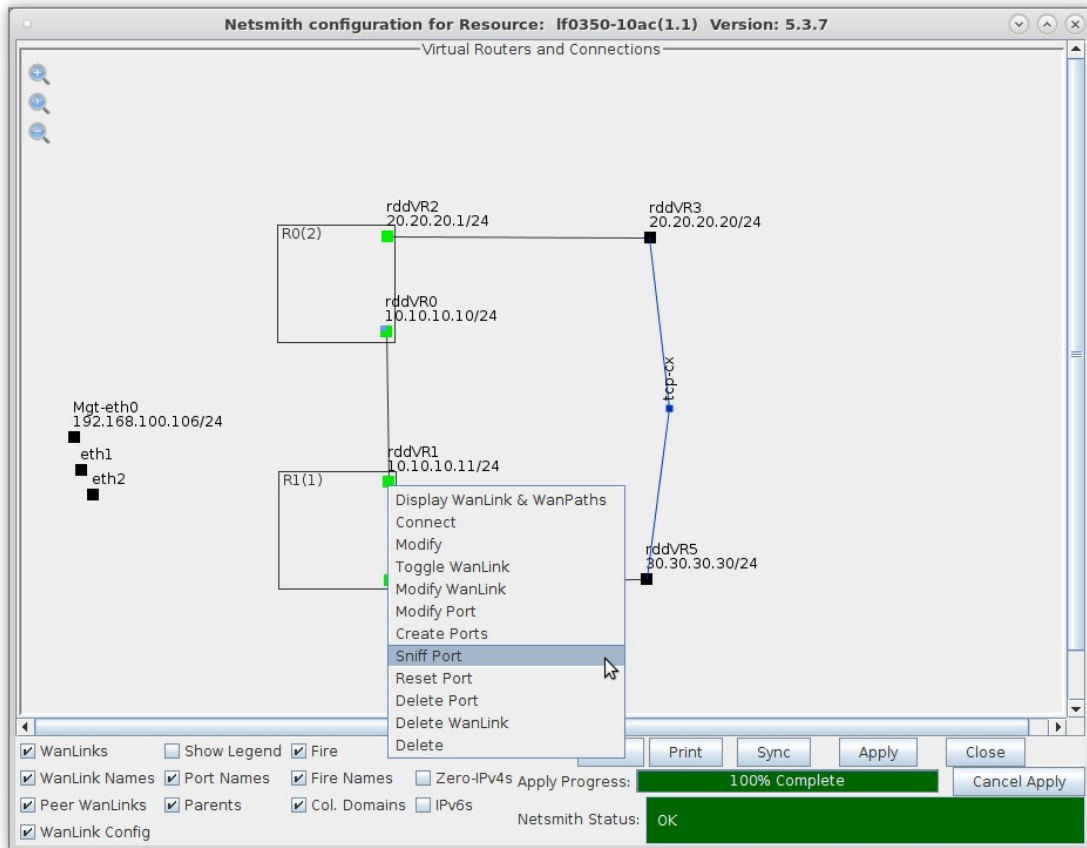 Netsmith configuration for Resource: lf0350-10ac(1.1) Version: 5.3.7
Virtual Routers and Connections
rddVR2
20.20.20.1/24
rddVR3
20.20.20.20/24
R0(2)
rddVR0
10.10.10.10/24
tcp-cx
Mgt-eth0
192.168.100.106/24
eth1
eth2
rddVR1
10.10.10.11/24
R1(1)
Display WanLink & WanPaths
Connect
Modify
Toggle WanLink
Modify WanLink
Modify Port
Create Ports
Sniff Port
Reset Port
Delete Port
Delete WanLink
Delete
rddVR5
30.30.30.30/24
WanLinks Show Legend Fire Print Sync Apply Close
WanLink Names Port Names Fire Names Zero-IPv4s Apply Progress: 100% Complete Cancel Apply
Peer WanLinks Parents Col. Domains IPv6s
Netsmith Status: OK
WanLink Config